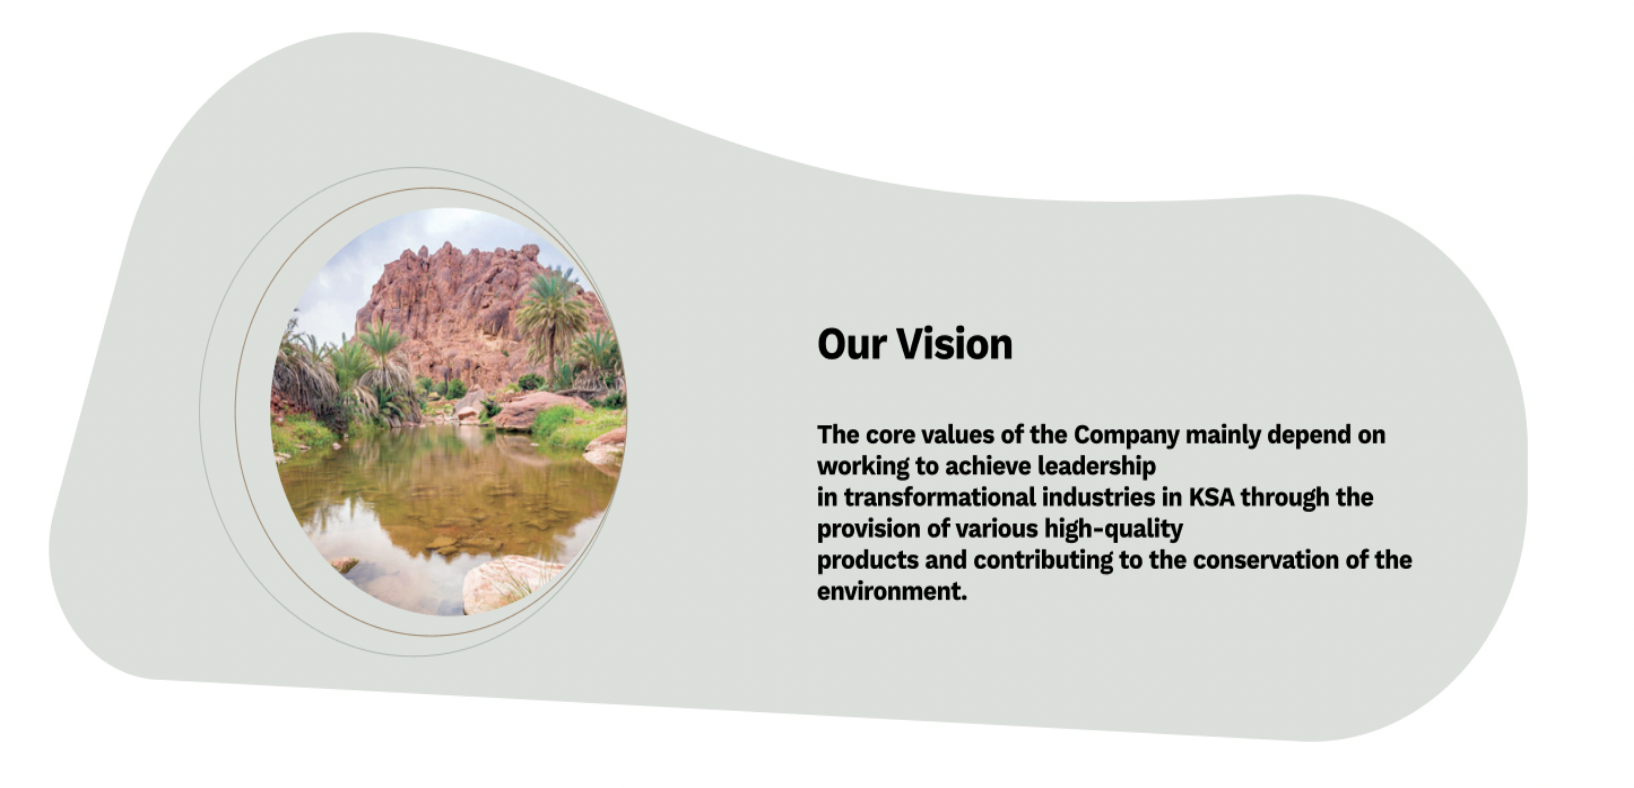 Our Vision
The core values of the Company mainly depend on
working to achieve leadership
in transformational industries in KSA through the
provision of various high-quality
products and contributing to the conservation of the
environment.